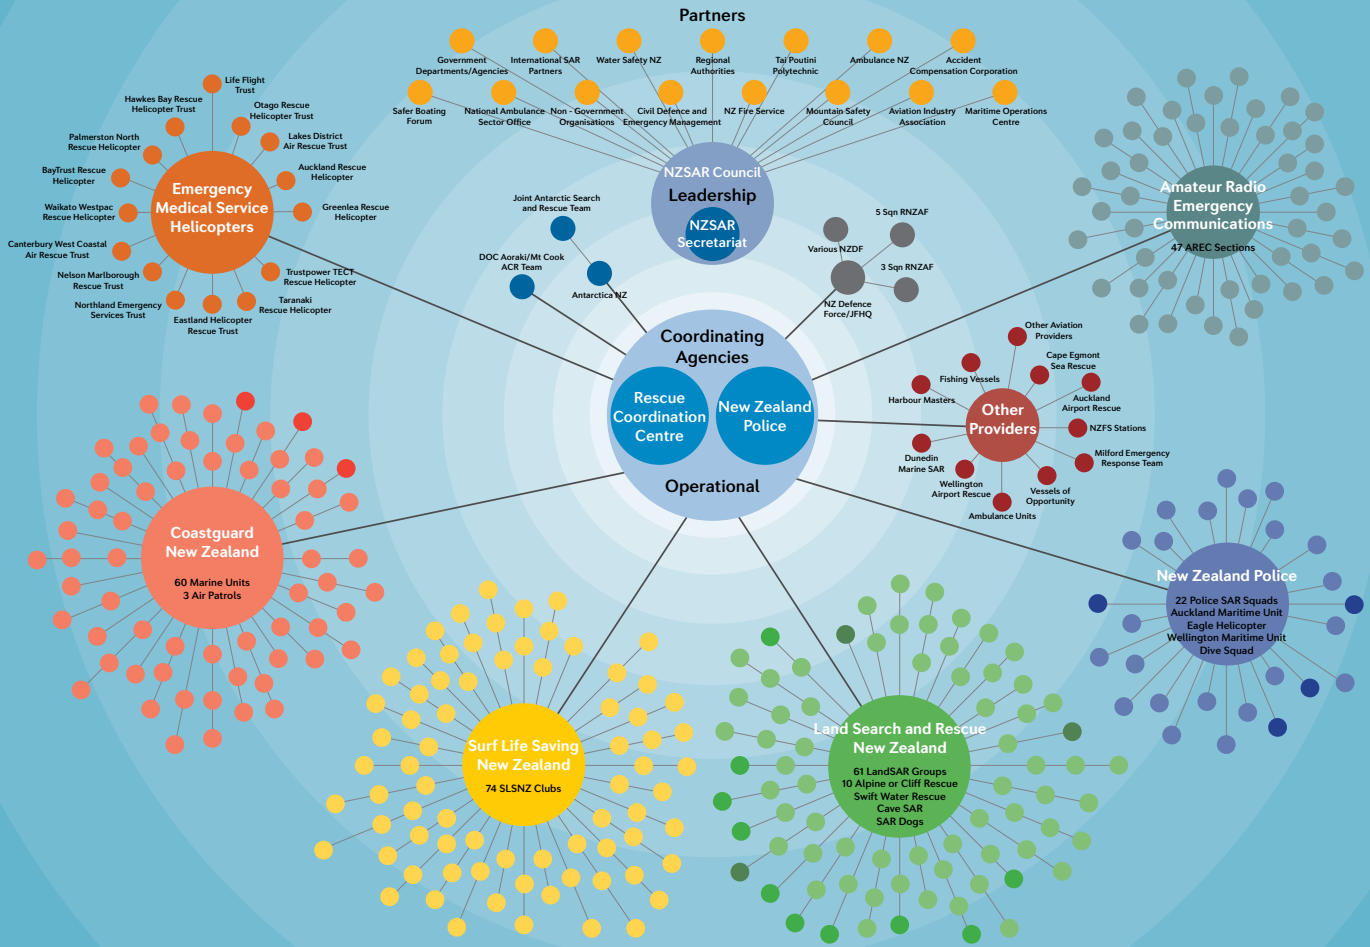 Partners
Government
Departments/Agencies
International SAR
Partners
Water Safety NZ
Regional
Authorities
Tai Poutini
Polytechnic
Ambulance NZ
Accident
Compensation Corporation
Safer Boating
Forum
National Ambulance
Sector Office
Non - Government
Organisations
Civil Defence and
Emergency Management
NZ Fire Service
Mountain Safety
Council
Aviation Industry
Association
Maritime Operations
Centre
NZSAR Council
Leadership
NZSAR
Secretariat
Life Flight
Trust
Hawkes Bay Rescue
Helicopter Trust
Otago Rescue
Helicopter Trust
Palmerston North
Rescue Helicopter
Lakes District
Air Rescue Trust
BayTrust Rescue
Helicopter
Auckland Rescue
Helicopter
Waikato Westpac
Rescue Helicopter
Greenlea Rescue
Helicopter
Canterbury West Coastal
Air Rescue Trust
Nelson Marlborough
Rescue Trust
Trustpower TECT
Rescue Helicopter
Northland Emergency
Services Trust
Eastland Helicopter
Rescue Trust
Taranaki
Rescue Helicopter
Emergency
Medical Service
Helicopters
Joint Antarctic Search
and Rescue Team
DOC Aoraki/Mt Cook
ACR Team
Antarctica NZ
5 Sqn RNZAF
Various NZDF
3 Sqn RNZAF
NZ Defence
Force/JFHQ
Amateur Radio
Emergency
Communications
47 AREC Sections
Coordinating
Agencies
Rescue
Coordination
Centre
New Zealand
Police
Operational
Other Aviation
Providers
Cape Egmont
Sea Rescue
Fishing Vessels
Harbour Masters
Auckland
Airport Rescue
Other
Providers
NZFS Stations
Dunedin
Marine SAR
Milford Emergency
Response Team
Wellington
Airport Rescue
Vessels of
Opportunity
Ambulance Units
Coastguard
New Zealand
60 Marine Units
3 Air Patrols
New Zealand Police
22 Police SAR Squads
Auckland Maritime Unit
Eagle Helicopter
Wellington Maritime Unit
Dive Squad
Surf Life Saving
New Zealand
74 SLSNZ Clubs
Land Search and Rescue
New Zealand
61 LandSAR Groups
10 Alpine or Cliff Rescue
Swift Water Rescue
Cave SAR
SAR Dogs